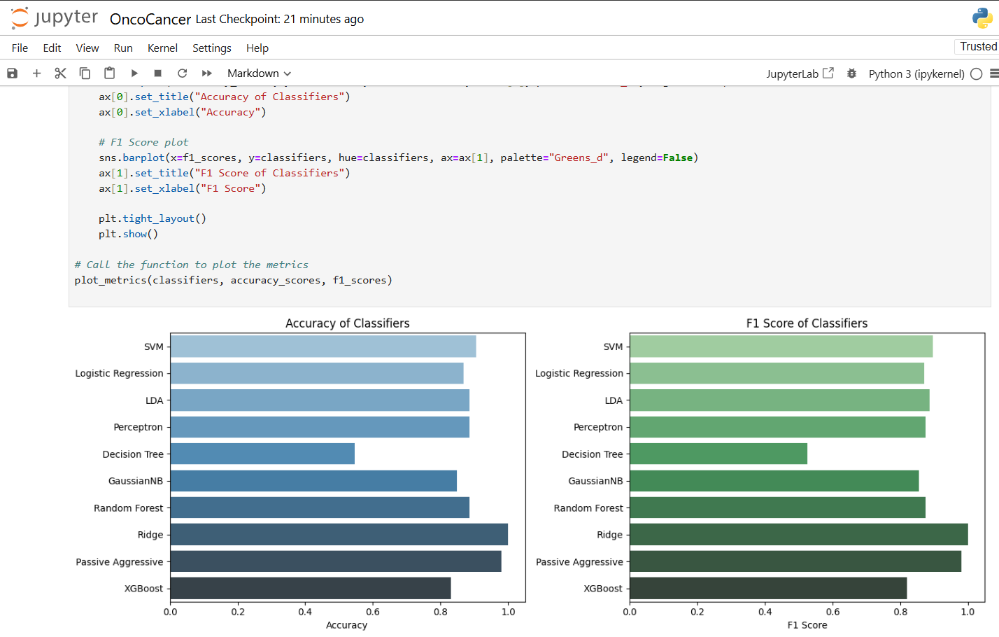 jupyter OncoCancer Last Checkpoint: 21 minutes ago
File Edit View Run Kernel Settings Help
Trusted
Markdown
JupyterLab
Python 3 (ipykernel)
ax[0].set_title("Accuracy of Classifiers")
ax[0].set_xlabel("Accuracy")
# F1 Score plot
sns.barplot(x=f1_scores, y=classifiers, hue=classifiers, ax=ax[1], palette="Greens_d", legend=False)
ax[1].set_title("F1 Score of Classifiers")
ax[1].set_xlabel("F1 Score")
plt.tight_layout()
plt.show()
# Call the function to plot the metrics
plot_metrics(classifiers, accuracy_scores, f1_scores)
Accuracy of Classifiers
SVM
Logistic Regression
LDA
Perceptron
Decision Tree
GaussianNB
Random Forest
Ridge
Passive Aggressive
XGBoost
0.0 0.2 0.4 0.6 0.8 1.0
Accuracy
F1 Score of Classifiers
SVM
Logistic Regression
LDA
Perceptron
Decision Tree
GaussianNB
Random Forest
Ridge
Passive Aggressive
XGBoost
0.0 0.2 0.4 0.6 0.8 1.0
F1 Score